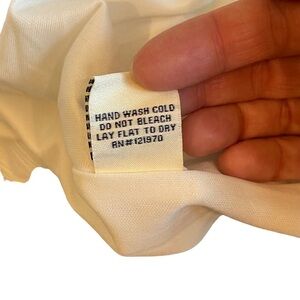 HAND WASH COLD
DO NOT BLEACH
LAY FLAT TO DRY
RN#121970